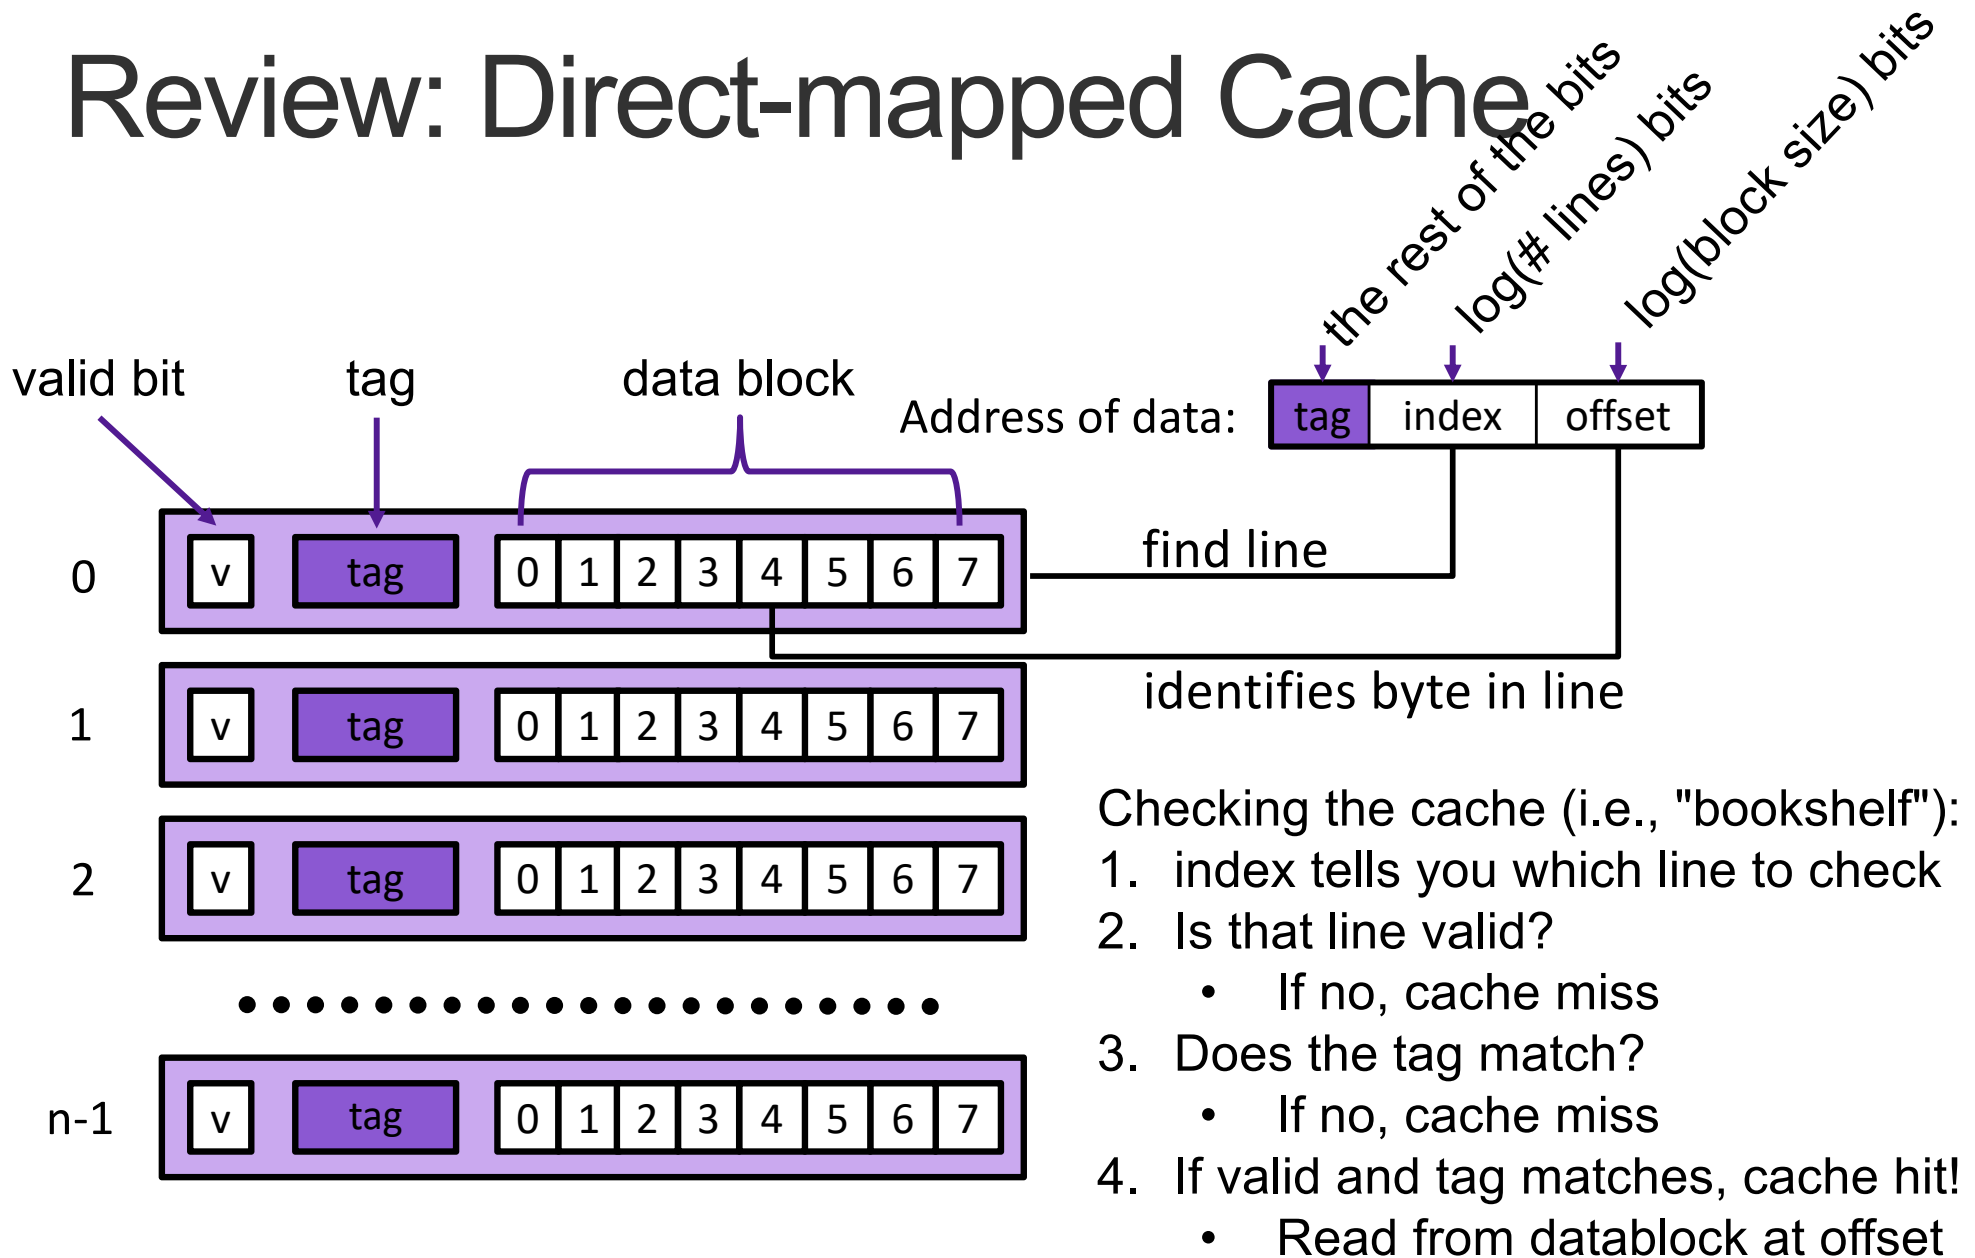 Review: Direct-mapped Cache
the rest of the bits
log(# lines) bits
log(block size) bits
valid bit
tag
data block
Address of data:
tag index offset
0 v tag 0 1 2 3 4 5 6 7
find line
identifies byte in line
1 v tag 0 1 2 3 4 5 6 7
2 v tag 0 1 2 3 4 5 6 7
n-1 v tag 0 1 2 3 4 5 6 7
Checking the cache (i.e., "bookshelf"):
1. index tells you which line to check
2. Is that line valid?
• If no, cache miss
3. Does the tag match?
• If no, cache miss
4. If valid and tag matches, cache hit!
• Read from datablock at offset